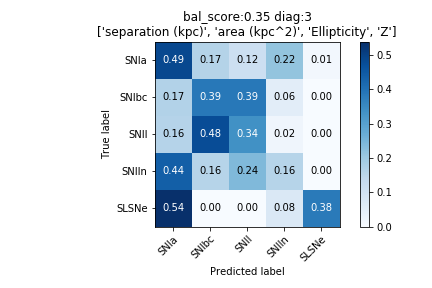 bal_score:0.35 diag:3
['separation (kpc)', 'area (kpc^2)', 'Ellipticity', 'Z']
SNIa 0.49 0.17 0.12 0.22 0.01
SNIbc 0.17 0.39 0.39 0.06 0.00
SNII 0.16 0.48 0.34 0.02 0.00
SNIIn 0.44 0.16 0.24 0.16 0.00
SLSNe 0.54 0.00 0.00 0.08 0.38
True label
SNIa SNIbc SNII SNIIn SLSNe
Predicted label
0.5
0.4
0.3
0.2
0.1
0.0